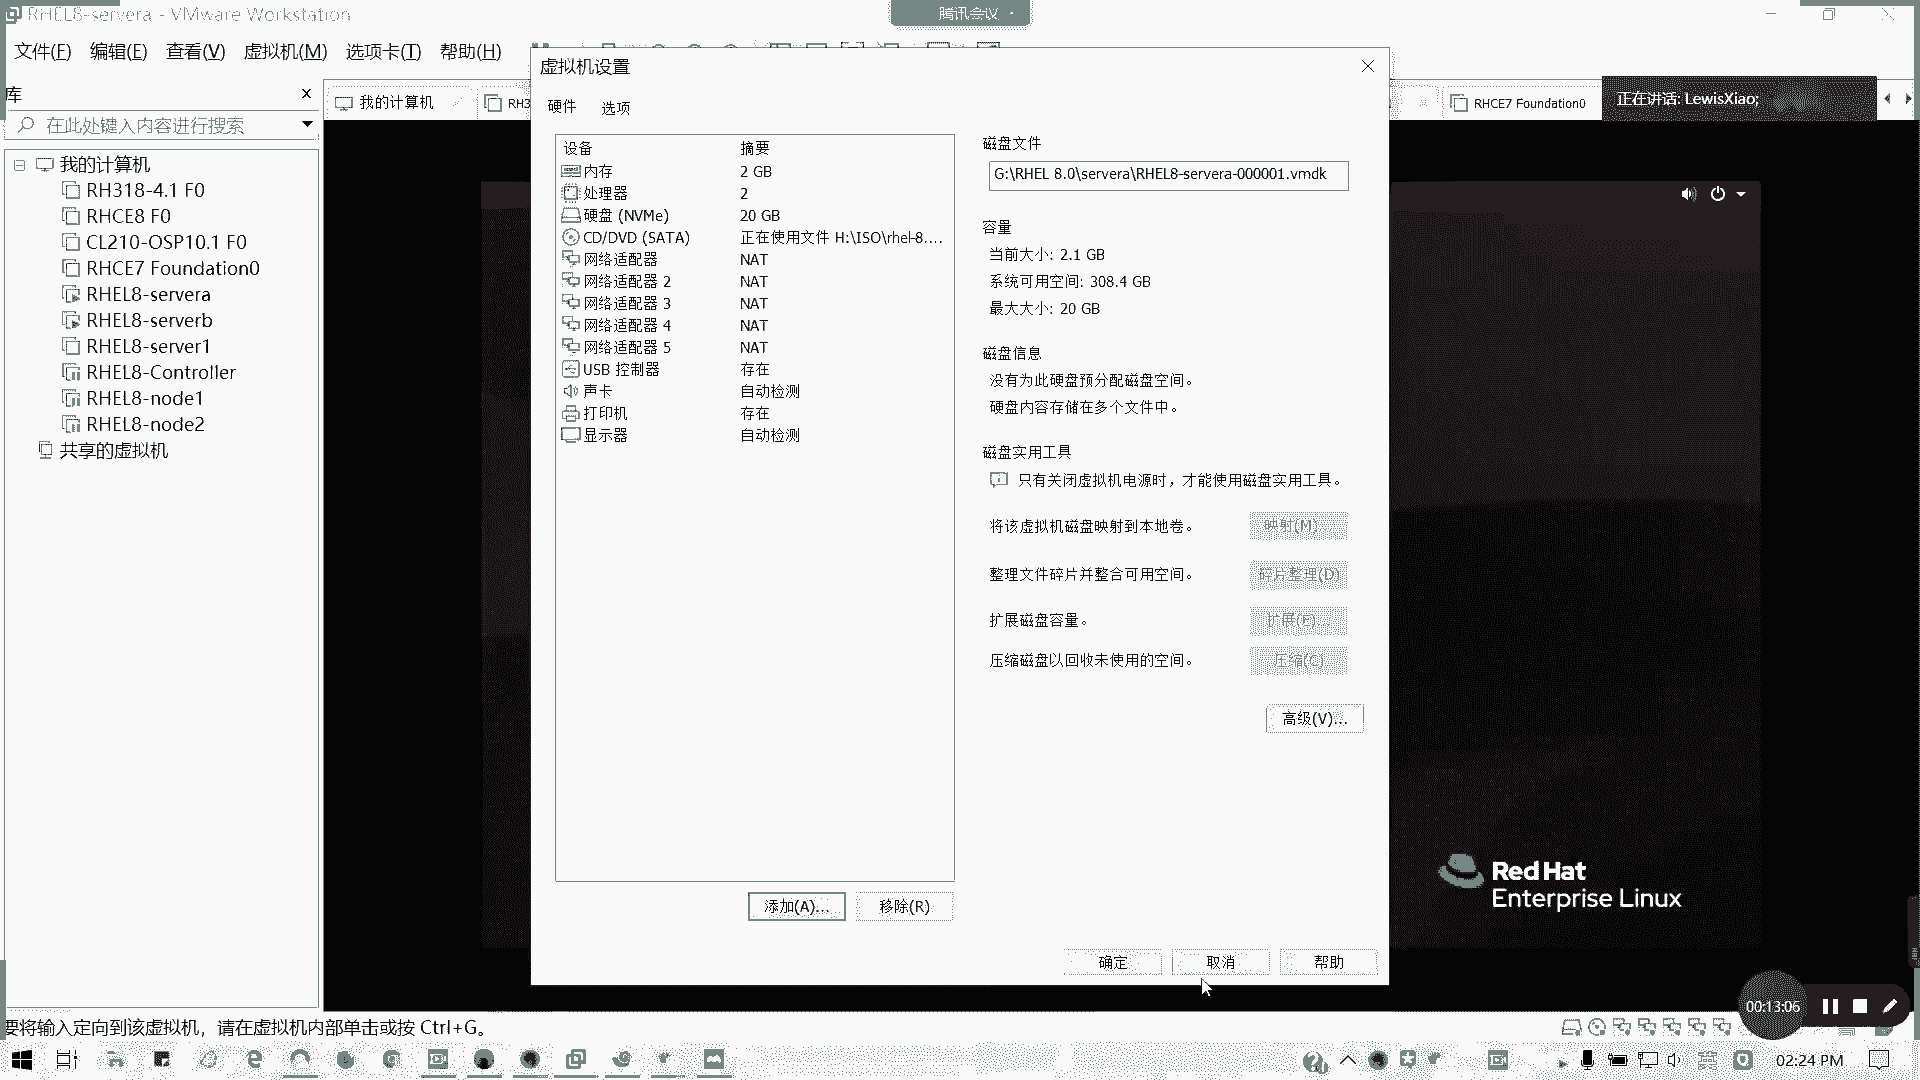 RHEL8-servera - VMware Workstation
腾讯会议
文件(F) 编辑(E) 查看(V) 虚拟机(M) 选项卡(T) 帮助(H)
库
在此处键入内容进行搜索
我的计算机
RH318-4.1 F0
RHCE8 F0
CL210-OSP10.1 F0
RHCE7 Foundation0
RHEL8-servera
RHEL8-serverb
RHEL8-server1
RHEL8-Controller
RHEL8-node1
RHEL8-node2
共享的虚拟机
我的计算机
RH3
RHCE7 Foundation0
正在讲话: LewisXiao;
虚拟机设置
硬件 选项
设备 摘要
内存 2 GB
处理器 2
硬盘 (NVMe) 20 GB
CD/DVD (SATA) 正在使用文件 H:\ISO\rhel-8....
网络适配器 NAT
网络适配器 2 NAT
网络适配器 3 NAT
网络适配器 4 NAT
网络适配器 5 NAT
USB 控制器 存在
声卡 自动检测
打印机 存在
显示器 自动检测
添加(A)... 移除(R)
磁盘文件
G:\RHEL 8.0\servera\RHEL8-servera-000001.vmdk
容量
当前大小: 2.1 GB
系统可用空间: 308.4 GB
最大大小: 20 GB
磁盘信息
没有为此硬盘预分配磁盘空间。
硬盘内容存储在多个文件中。
磁盘实用工具
只有关闭虚拟机电源时，才能使用磁盘实用工具。
将该虚拟机磁盘映射到本地卷。 映射(M)...
整理文件碎片并整合可用空间。 碎片整理(D)
扩展磁盘容量。 扩展(E)...
压缩磁盘以回收未使用的空间。 压缩(C)
高级(V)...
确定 取消 帮助
Red Hat
Enterprise Linux
00:13:06
要将输入定向到该虚拟机，请在虚拟机内部单击或按 Ctrl+G。
英
02:24 PM